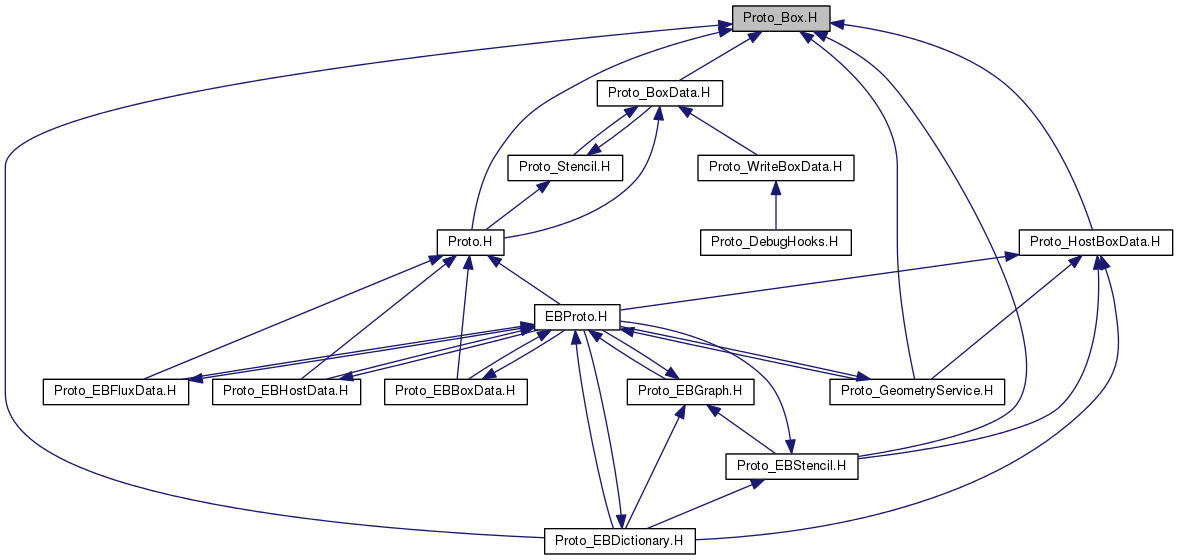 Proto_Box.H
Proto_BoxData.H
Proto_Stencil.H
Proto_WriteBoxData.H
Proto.H
Proto_DebugHooks.H
Proto_HostBoxData.H
EBProto.H
Proto_EBFluxData.H
Proto_EBHostData.H
Proto_EBBoxData.H
Proto_EBGraph.H
Proto_GeometryService.H
Proto_EBStencil.H
Proto_EBDictionary.H